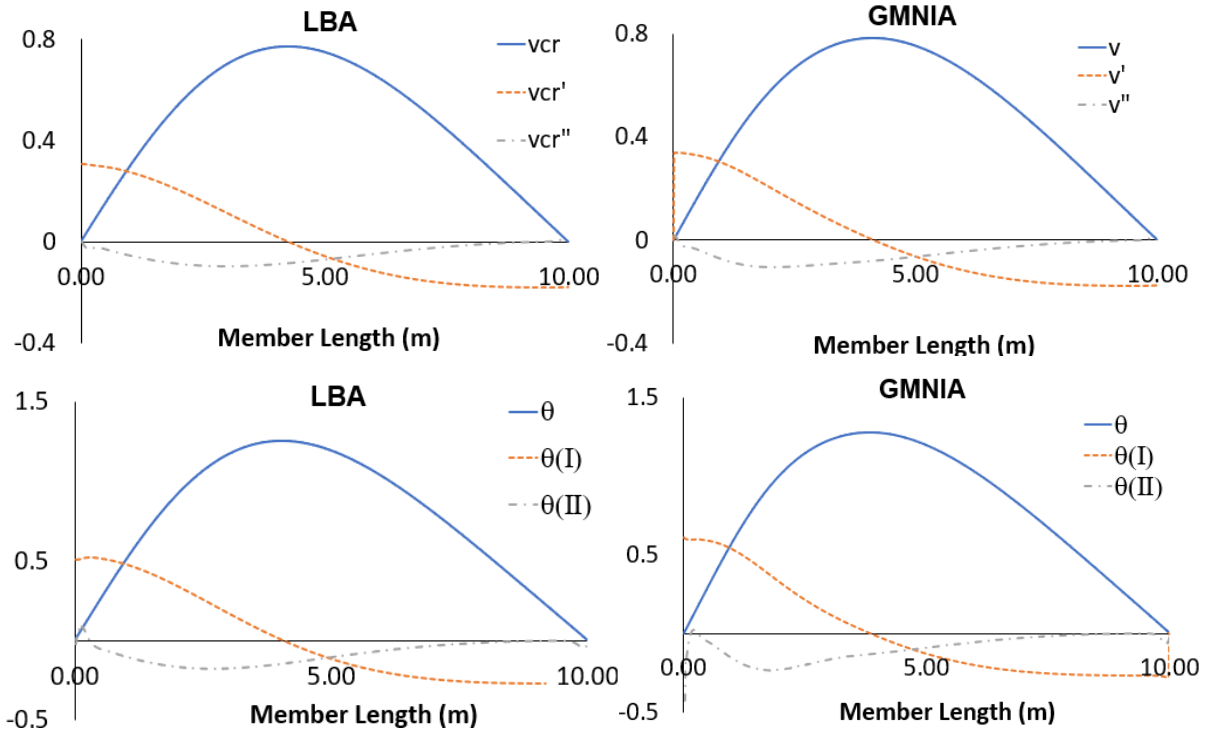 LBA
0.8
0.4
0
-0.4
0.00
5.00
10.00
Member Length (m)
vcr
vcr'
vcr"
GMNIA
0.8
0.4
0
-0.4
0.00
5.00
10.00
Member Length (m)
v
v'
v"
LBA
1.5
0.5
-0.5
0.00
5.00
10.00
Member Length (m)
θ
θ(I)
θ(II)
GMNIA
1.5
0.5
-0.5
0.00
5.00
10.00
Member Length (m)
θ
θ(I)
θ(II)